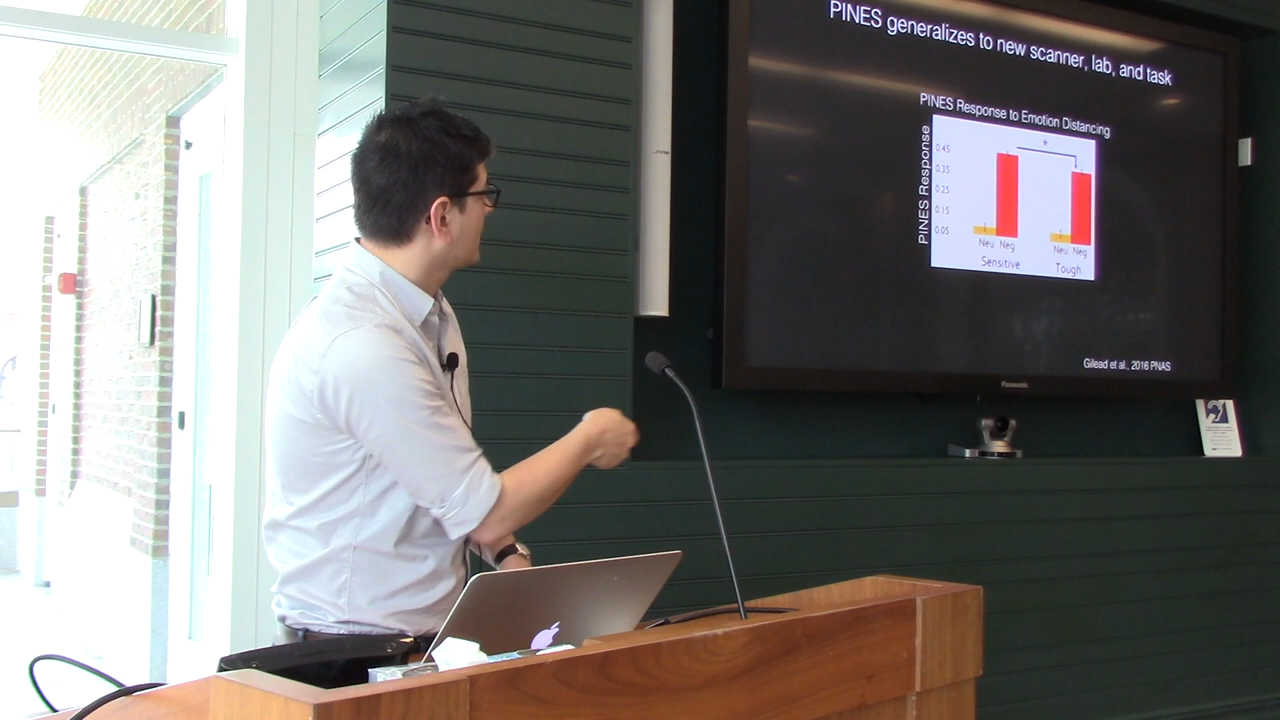 PINES generalizes to new scanner, lab, and task
PINES Response to Emotion Distancing
PINES Response
0.45
0.35
0.25
0.15
0.05
*
Neu Neg Neu Neg
Sensitive Tough
Gilead et al., 2016 PNAS
Panasonic